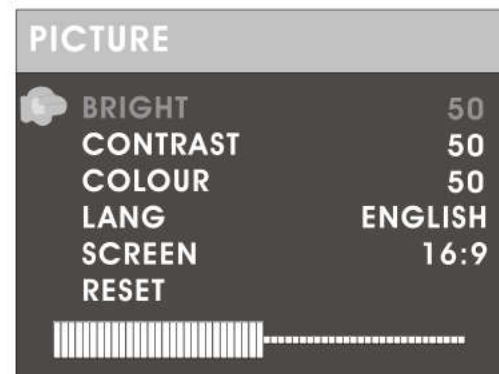 PICTURE
BRIGHT 50
CONTRAST 50
COLOUR 50
LANG ENGLISH
SCREEN 16:9
RESET